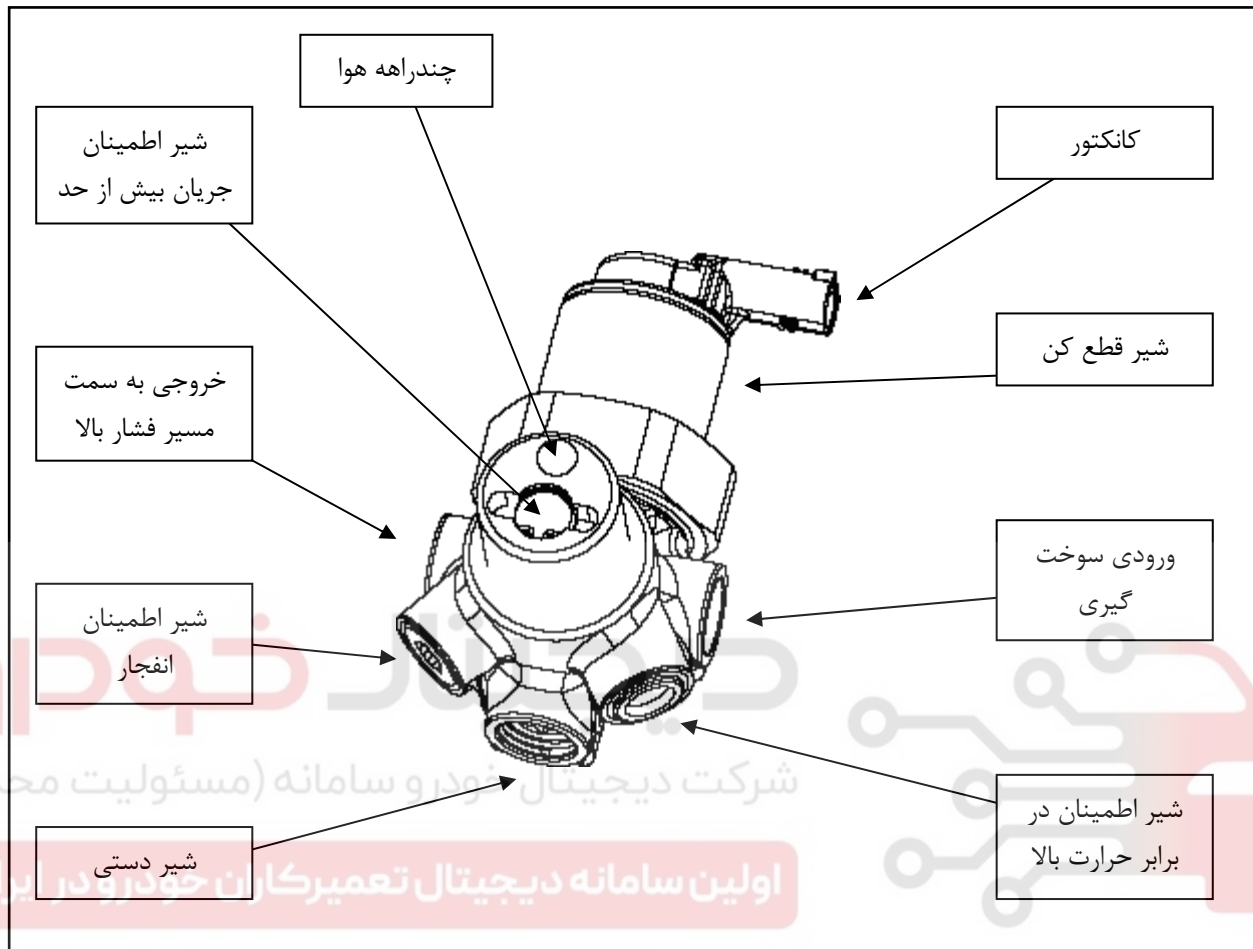 چندراهه هوا
شیر اطمینان
جریان بیش از حد
کانکتور
خروجی به سمت
مسیر فشار بالا
شیر قطع کن
شیر اطمینان
انفجار
ورودی سوخت
گیری
شیر دستی
شیر اطمینان در
برابر حرارت بالا
دیجیتال خودرو
شرکت دیجیتال خودرو سامانه (مسئولیت
اولین سامانه دیجیتال تعمیرکاران خودرو در